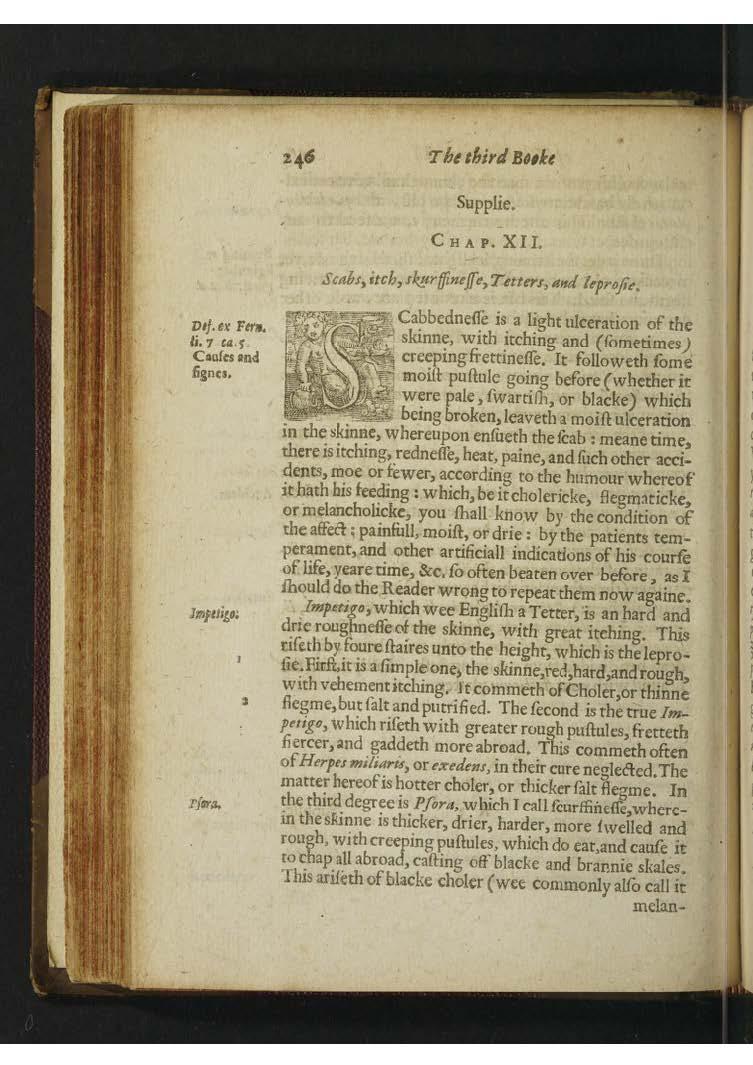 246 The third Booke
Supplie.
CHAP. XII.
Scabs, itch, skurffinesse, Tetters, and leprosie.
Def. ex Fern.
li. 7 ca. 5
Causes and
signes.
SCabbednesse is a light ulceration of the
skinne, with itching and (sometimes)
creeping frettinesse. It followeth some
moist pustule going before (whether it
were pale, swartish, or blacke) which
being broken, leaveth a moist ulceration
in the skinne, whereupon ensueth the scab : meane time,
there is itching, rednesse, heat, paine, and such other acci-
dents, moe or fewer, according to the humour whereof
it hath his feeding : which, be it cholericke, flegmaticke,
or melancholicke, you shall know by the condition of
the affect ; painfull, moist, or drie : by the patients tem-
perament, and other artificiall indications of his course
of life, yeare time, &c. so often beaten over before, as I
should do the Reader wrong to repeat them now againe.
Impetigo.
Impetigo, which wee English a Tetter, is an hard and
drie roughnesse of the skinne, with great itching. This
riseth by foure staires unto the height, which is the lepro-
1
sie. First, it is a simple one, the skinne, red, hard, and rough,
with vehement itching. It commeth of Choler, or thinne
2
flegme, but salt and putrified. The second is the true Im-
petigo, which riseth with greater rough pustules, fretteth
fiercer, and gaddeth more abroad. This commeth often
of Herpes miliaris, or exedens, in their cure neglected. The
matter hereof is hotter choler, or thicker salt flegme. In
Psora.
the third degree is Psora, which I call scurffinesse, where-
in the skinne is thicker, drier, harder, more swelled and
rough, with creeping pustules, which do eat, and cause it
to chap all abroad, casting off blacke and brannie skales.
This ariseth of blacke choler (wee commonly also call it
melan-